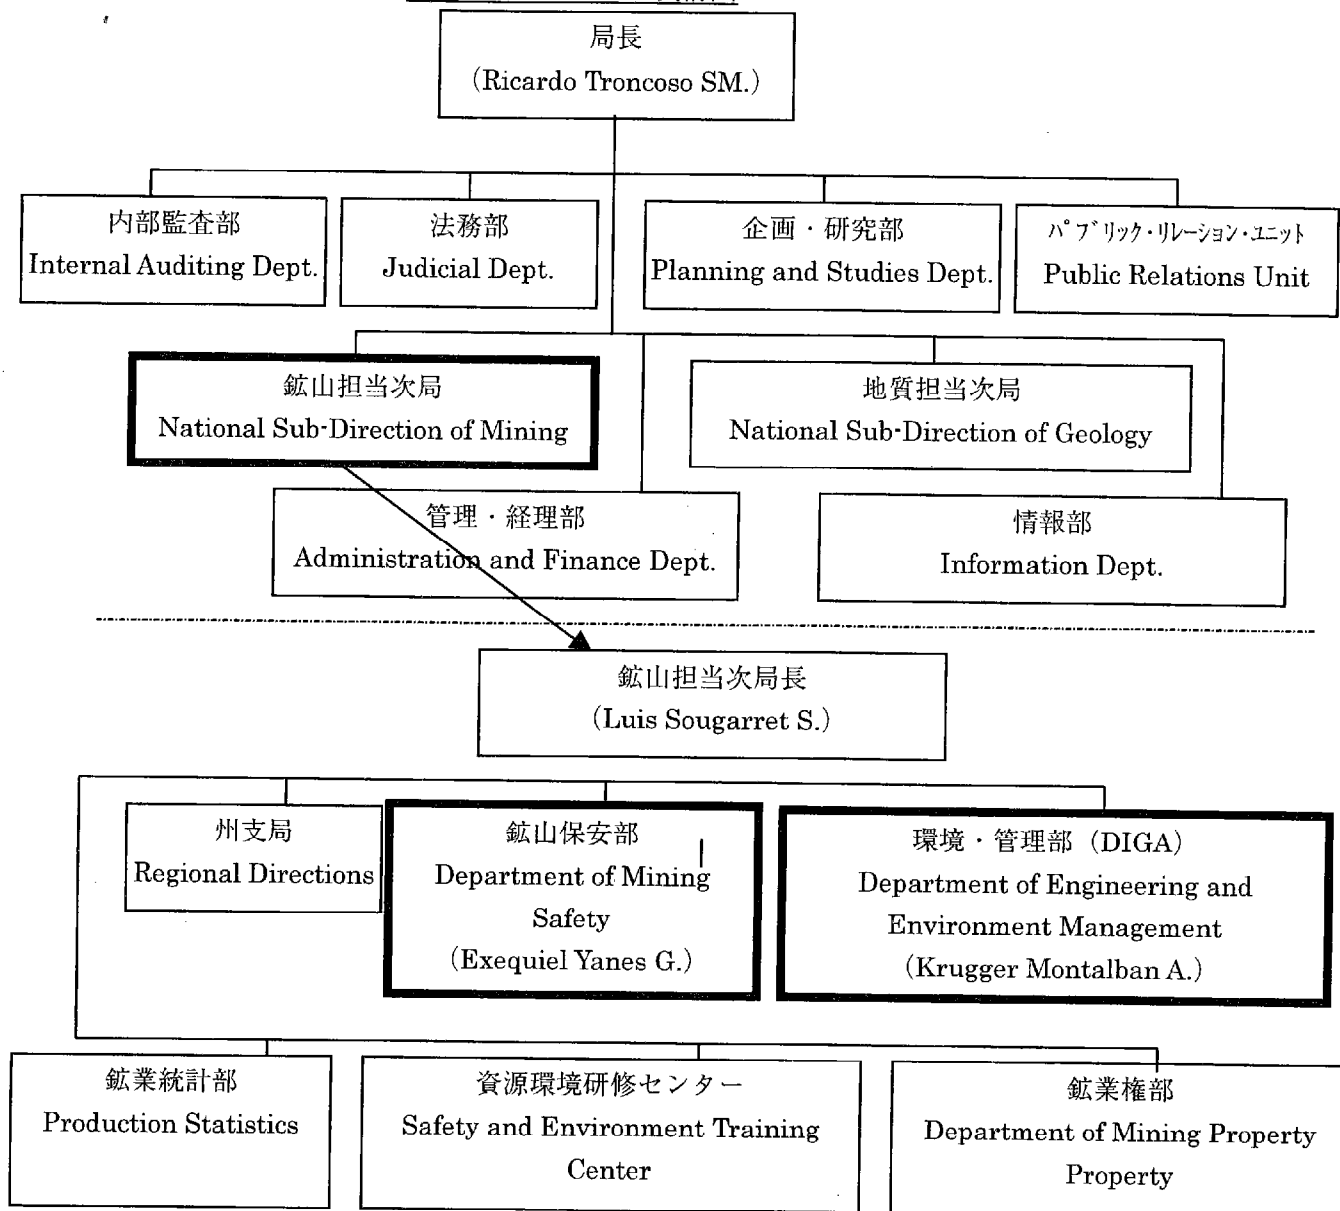 局長
(Ricardo Troncoso SM.)
内部監査部
Internal Auditing Dept.
法務部
Judicial Dept.
企画・研究部
Planning and Studies Dept.
ﾊﾟﾌﾞﾘｯｸ・ﾘﾚｰｼｮﾝ・ﾕﾆｯﾄ
Public Relations Unit
鉱山担当次局
National Sub-Direction of Mining
地質担当次局
National Sub-Direction of Geology
管理・経理部
Administration and Finance Dept.
情報部
Information Dept.
鉱山担当次局長
(Luis Sougarret S.)
州支局
Regional Directions
鉱山保安部
Department of Mining
Safety
(Exequiel Yanes G.)
環境・管理部 (DIGA)
Department of Engineering and
Environment Management
(Krugger Montalban A.)
鉱業統計部
Production Statistics
資源環境研修センター
Safety and Environment Training
Center
鉱業権部
Department of Mining Property
Property